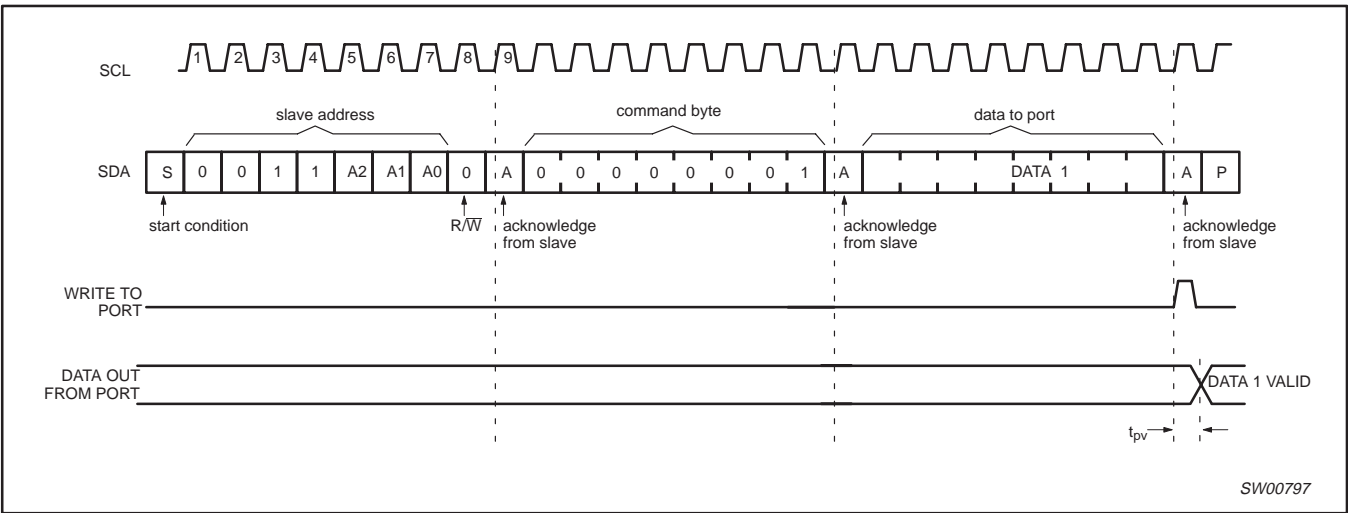 SCL 1 2 3 4 5 6 7 8 9
slave address command byte data to port
SDA S 0 0 1 1 A2 A1 A0 0 A 0 0 0 0 0 0 0 1 A DATA 1 A P
start condition R/W̅ acknowledge from slave acknowledge from slave acknowledge from slave
WRITE TO
PORT
DATA OUT
FROM PORT
DATA 1 VALID
tpv
SW00797